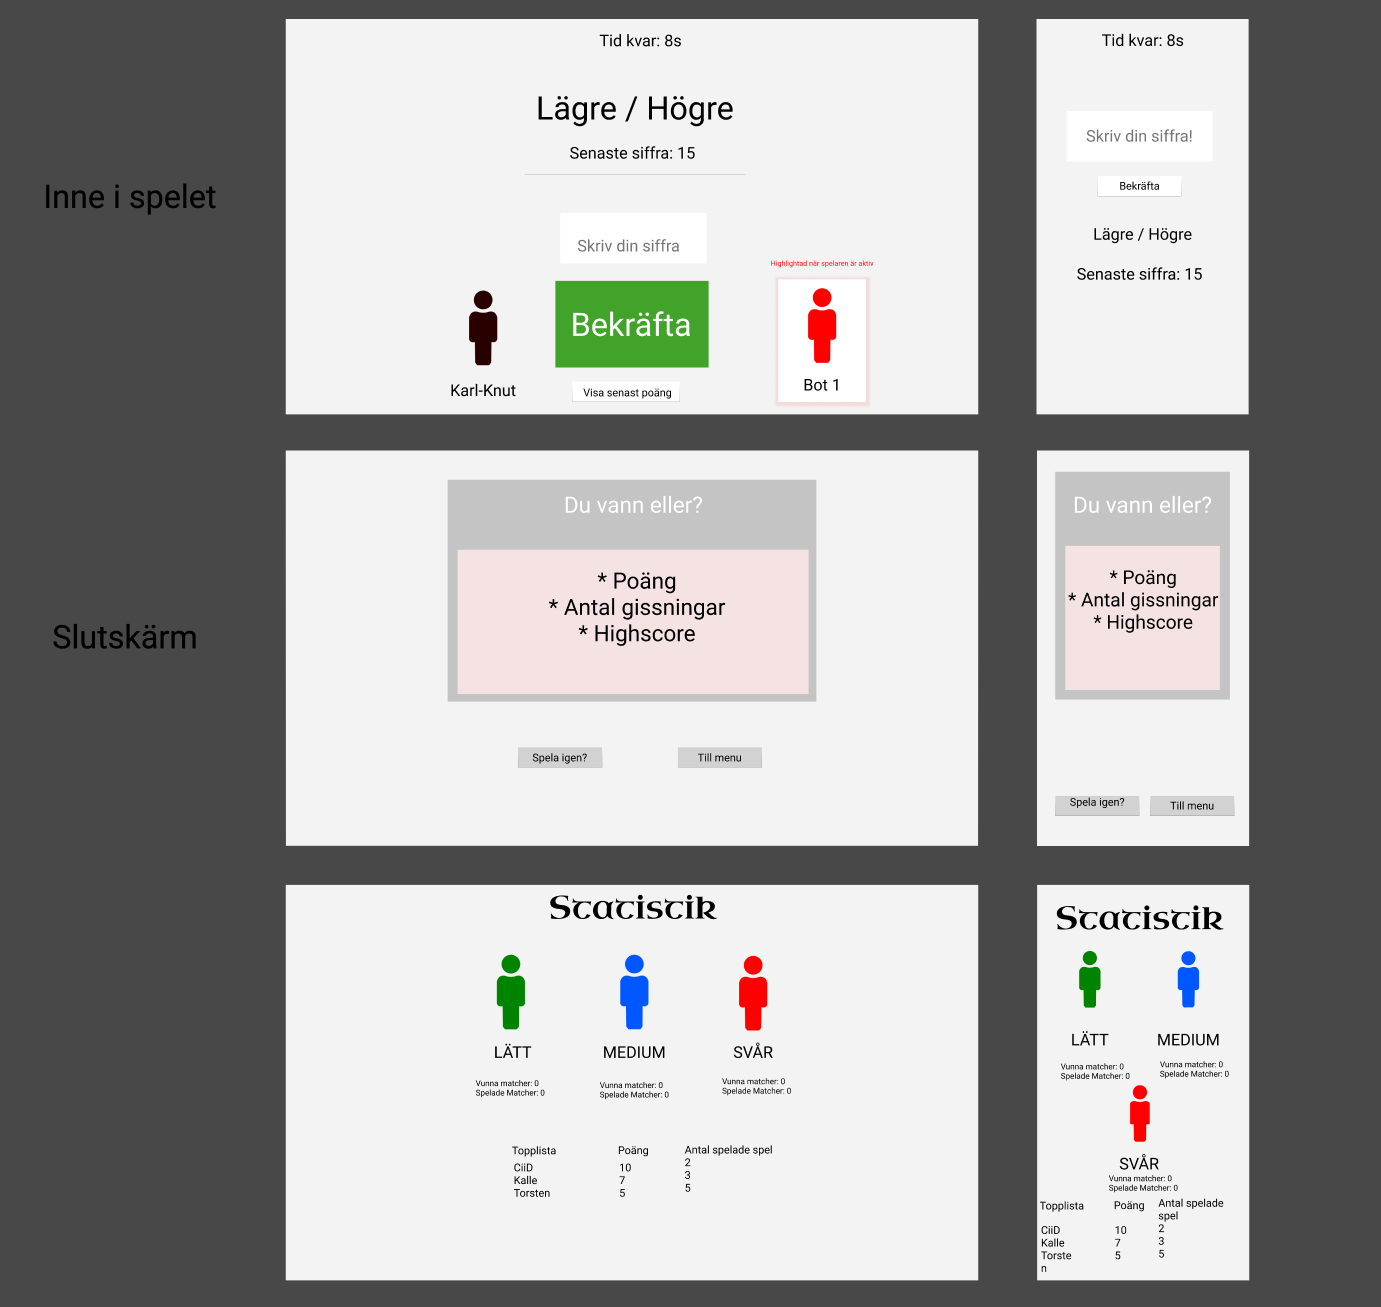 Inne i spelet
Tid kvar: 8s
Lägre / Högre
Senaste siffra: 15
Skriv din siffra
Bekräfta
Visa senast poäng
Karl-Knut
Highlightad när spelaren är aktiv
Bot 1
Tid kvar: 8s
Skriv din siffra!
Bekräfta
Lägre / Högre
Senaste siffra: 15
Slutskärm
Du vann eller?
* Poäng
* Antal gissningar
* Highscore
Spela igen?
Till menu
Du vann eller?
* Poäng
* Antal gissningar
* Highscore
Spela igen?
Till menu
Statistik
LÄTT
Vunna matcher: 0
Spelade Matcher: 0
MEDIUM
Vunna matcher: 0
Spelade Matcher: 0
SVÅR
Vunna matcher: 0
Spelade Matcher: 0
Topplista Poäng Antal spelade spel
CiiD 10 2
Kalle 7 3
Torsten 5 5
Statistik
LÄTT
Vunna matcher: 0
Spelade Matcher: 0
MEDIUM
Vunna matcher: 0
Spelade Matcher: 0
SVÅR
Vunna matcher: 0
Spelade Matcher: 0
Topplista Poäng Antal spelade
spel
CiiD 10 2
Kalle 7 3
Torste 5 5
n